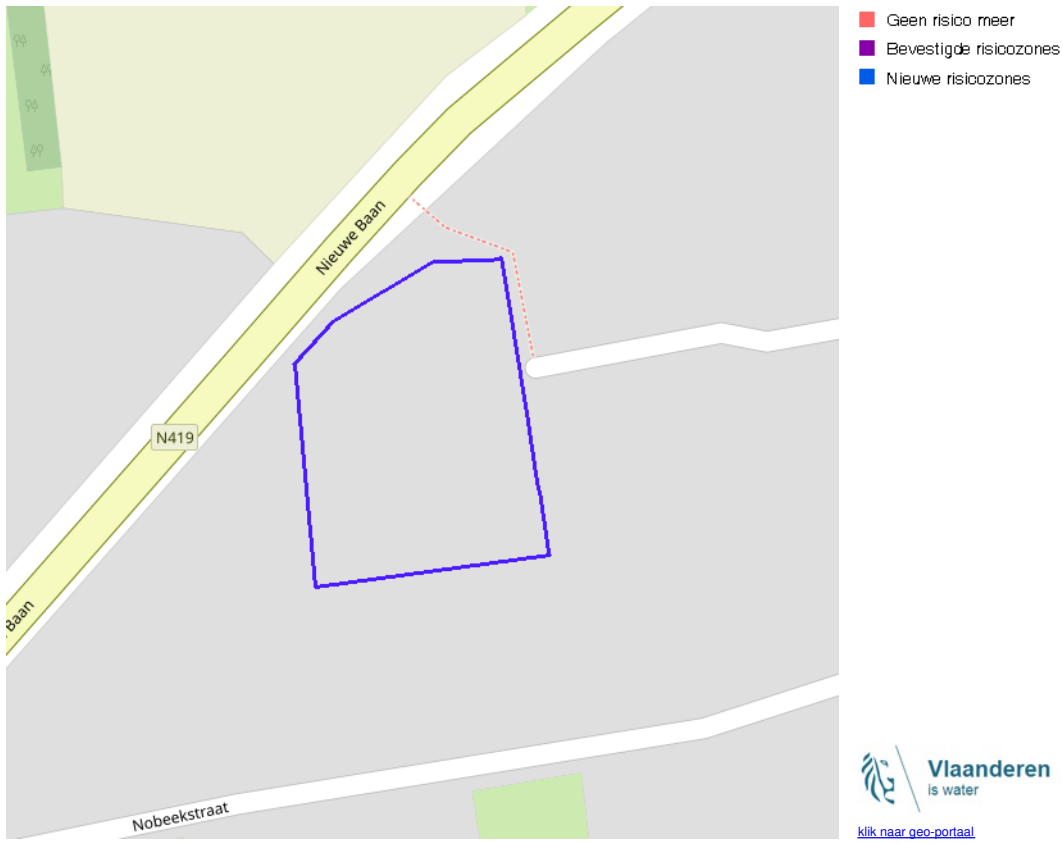 Geen risico meer
Bevestigde risicozones
Nieuwe risicozones
Nieuwe Baan
N419
Baan
Nobeekstraat
Vlaanderen
is water
klik naar geo-portaal